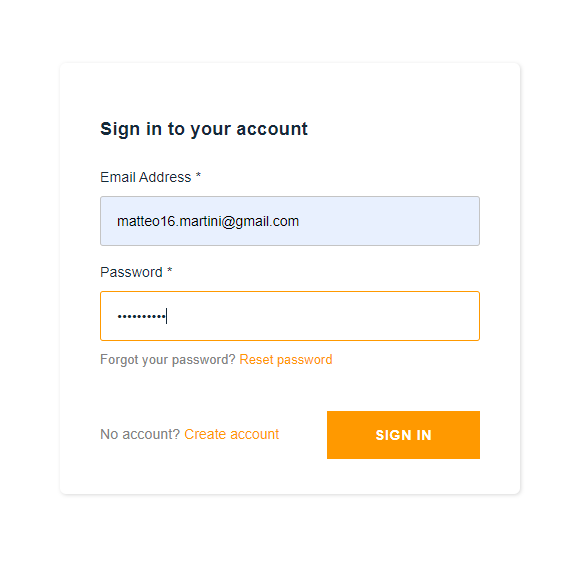 Sign in to your account
Email Address *
matteo16.martini@gmail.com
Password *
••••••••••
Forgot your password? Reset password
No account? Create account
SIGN IN